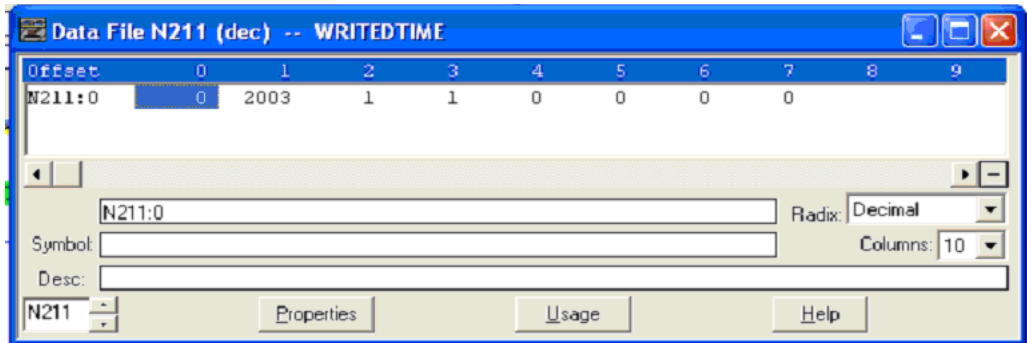 Data File N211 (dec) -- WRITEDTIME
Offset 0 1 2 3 4 5 6 7 8 9
N211:0 0 2003 1 1 0 0 0 0
N211:0 Radix: Decimal
Symbol: Columns: 10
Desc:
N211 Properties Usage Help